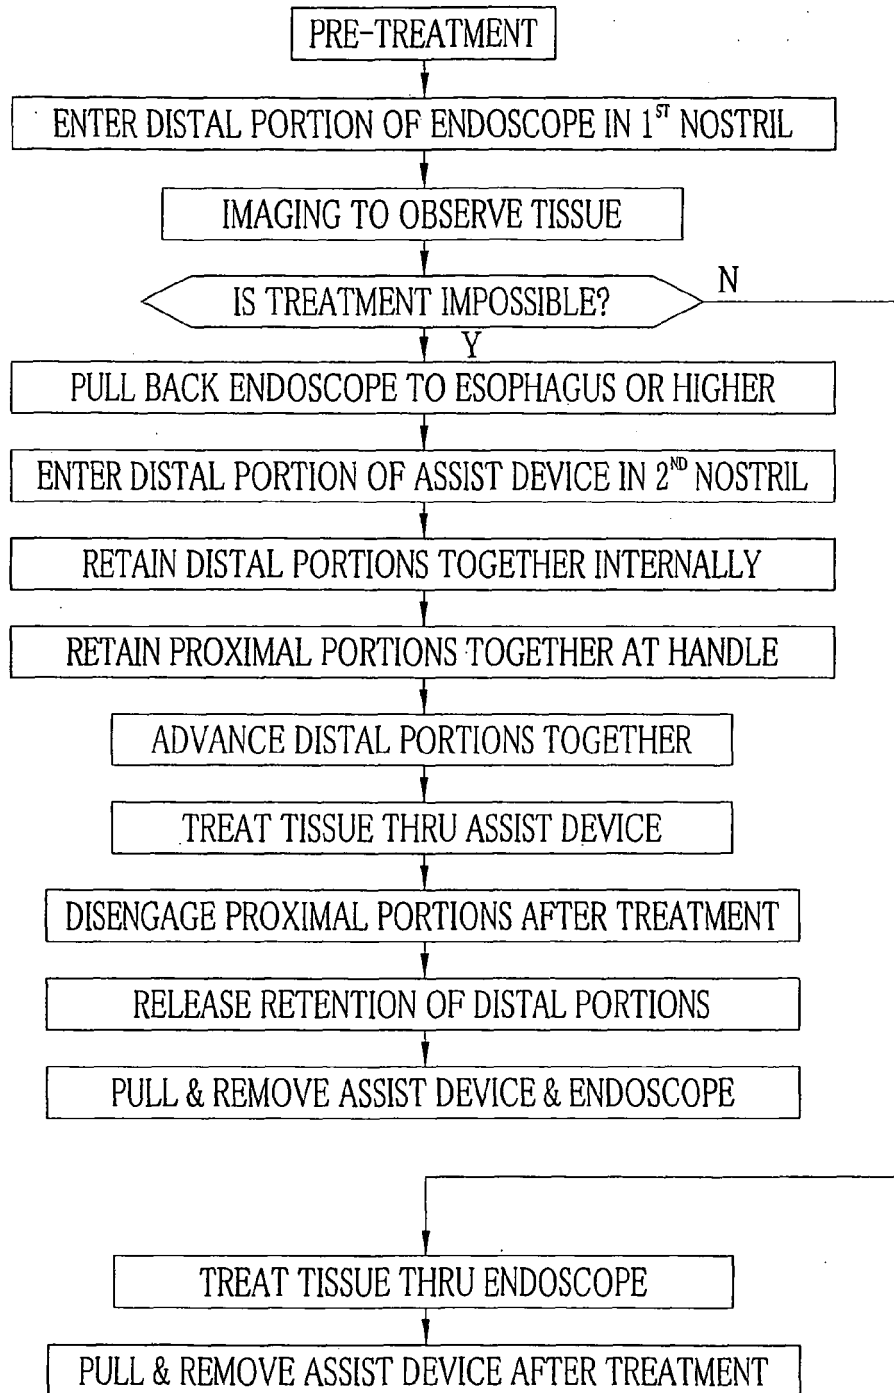 PRE-TREATMENT
ENTER DISTAL PORTION OF ENDOSCOPE IN 1ST NOSTRIL
IMAGING TO OBSERVE TISSUE
IS TREATMENT IMPOSSIBLE?
N
Y
PULL BACK ENDOSCOPE TO ESOPHAGUS OR HIGHER
ENTER DISTAL PORTION OF ASSIST DEVICE IN 2ND NOSTRIL
RETAIN DISTAL PORTIONS TOGETHER INTERNALLY
RETAIN PROXIMAL PORTIONS TOGETHER AT HANDLE
ADVANCE DISTAL PORTIONS TOGETHER
TREAT TISSUE THRU ASSIST DEVICE
DISENGAGE PROXIMAL PORTIONS AFTER TREATMENT
RELEASE RETENTION OF DISTAL PORTIONS
PULL & REMOVE ASSIST DEVICE & ENDOSCOPE
TREAT TISSUE THRU ENDOSCOPE
PULL & REMOVE ASSIST DEVICE AFTER TREATMENT